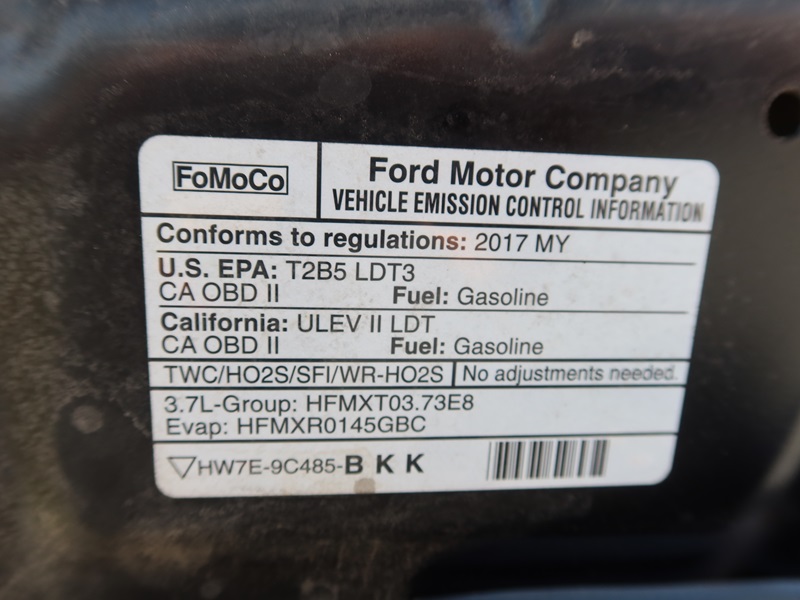 FoMoCo
Ford Motor Company
VEHICLE EMISSION CONTROL INFORMATION
Conforms to regulations: 2017 MY
U.S. EPA: T2B5 LDT3
CA OBD II Fuel: Gasoline
California: ULEV II LDT
CA OBD II Fuel: Gasoline
TWC/HO2S/SFI/WR-HO2S No adjustments needed.
3.7L-Group: HFMXT03.73E8
Evap: HFMXR0145GBC
HW7E-9C485-B K K